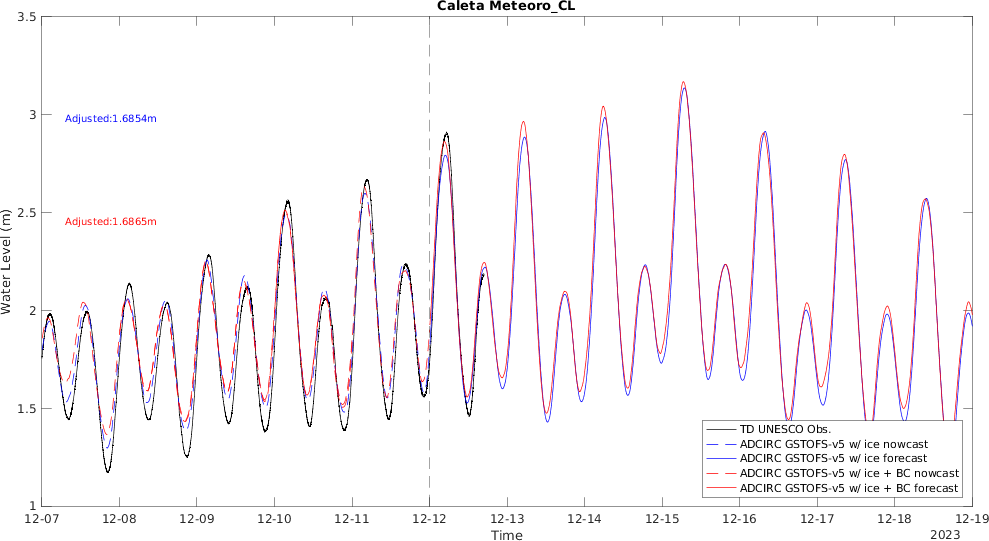 Caleta Meteoro_CL
3.5
3
2.5
2
1.5
1
Water Level (m)
Adjusted:1.6854m
Adjusted:1.6865m
TD UNESCO Obs.
ADCIRC GSTOFS-v5 w/ ice nowcast
ADCIRC GSTOFS-v5 w/ ice forecast
ADCIRC GSTOFS-v5 w/ ice + BC nowcast
ADCIRC GSTOFS-v5 w/ ice + BC forecast
12-07 12-08 12-09 12-10 12-11 12-12 12-13 12-14 12-15 12-16 12-17 12-18 12-19
Time
2023